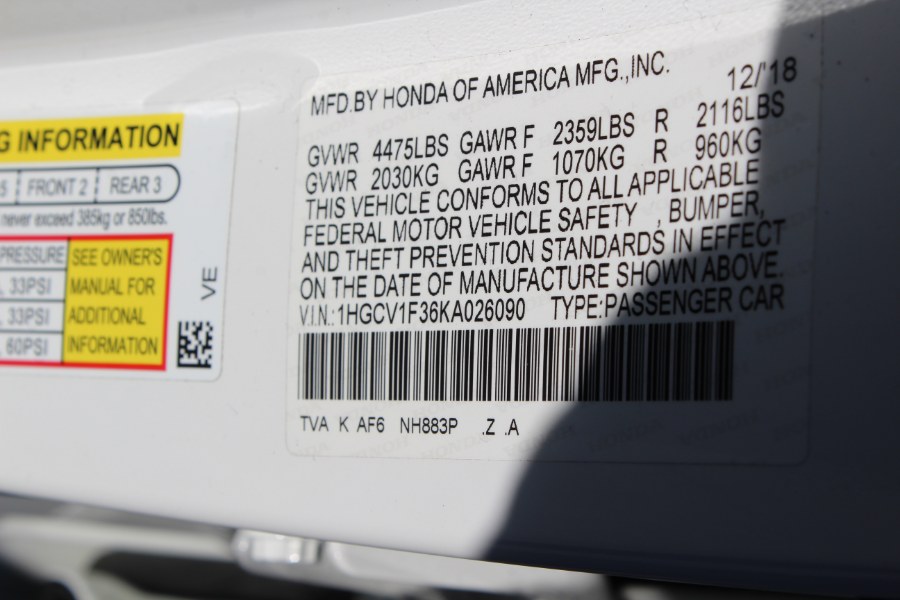 G INFORMATION
5 FRONT 2 REAR 3
never exceed 385kg or 850lbs.
PRESSURE SEE OWNER'S
, 33PSI MANUAL FOR
, 33PSI ADDITIONAL
, 60PSI INFORMATION
VE
MFD.BY HONDA OF AMERICA MFG.,INC. 12/'18
GVWR 4475LBS GAWR F 2359LBS R 2116LBS
GVWR 2030KG GAWR F 1070KG R 960KG
THIS VEHICLE CONFORMS TO ALL APPLICABLE
FEDERAL MOTOR VEHICLE SAFETY , BUMPER,
AND THEFT PREVENTION STANDARDS IN EFFECT
ON THE DATE OF MANUFACTURE SHOWN ABOVE.
V.I.N.:1HGCV1F36KA026090 TYPE:PASSENGER CAR
TVA K AF6 NH883P .Z .A